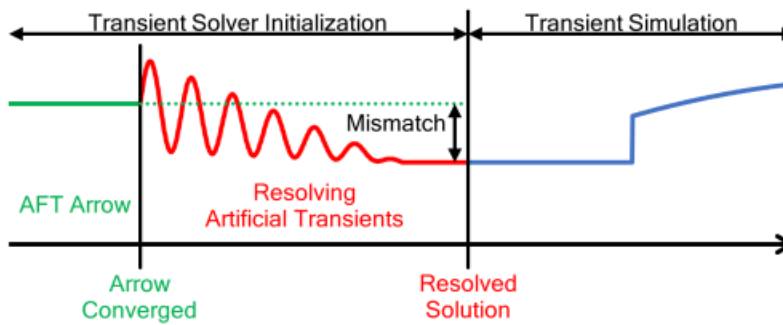 Transient Solver Initialization
Transient Simulation
Mismatch
AFT Arrow
Resolving
Artificial Transients
Arrow
Converged
Resolved
Solution